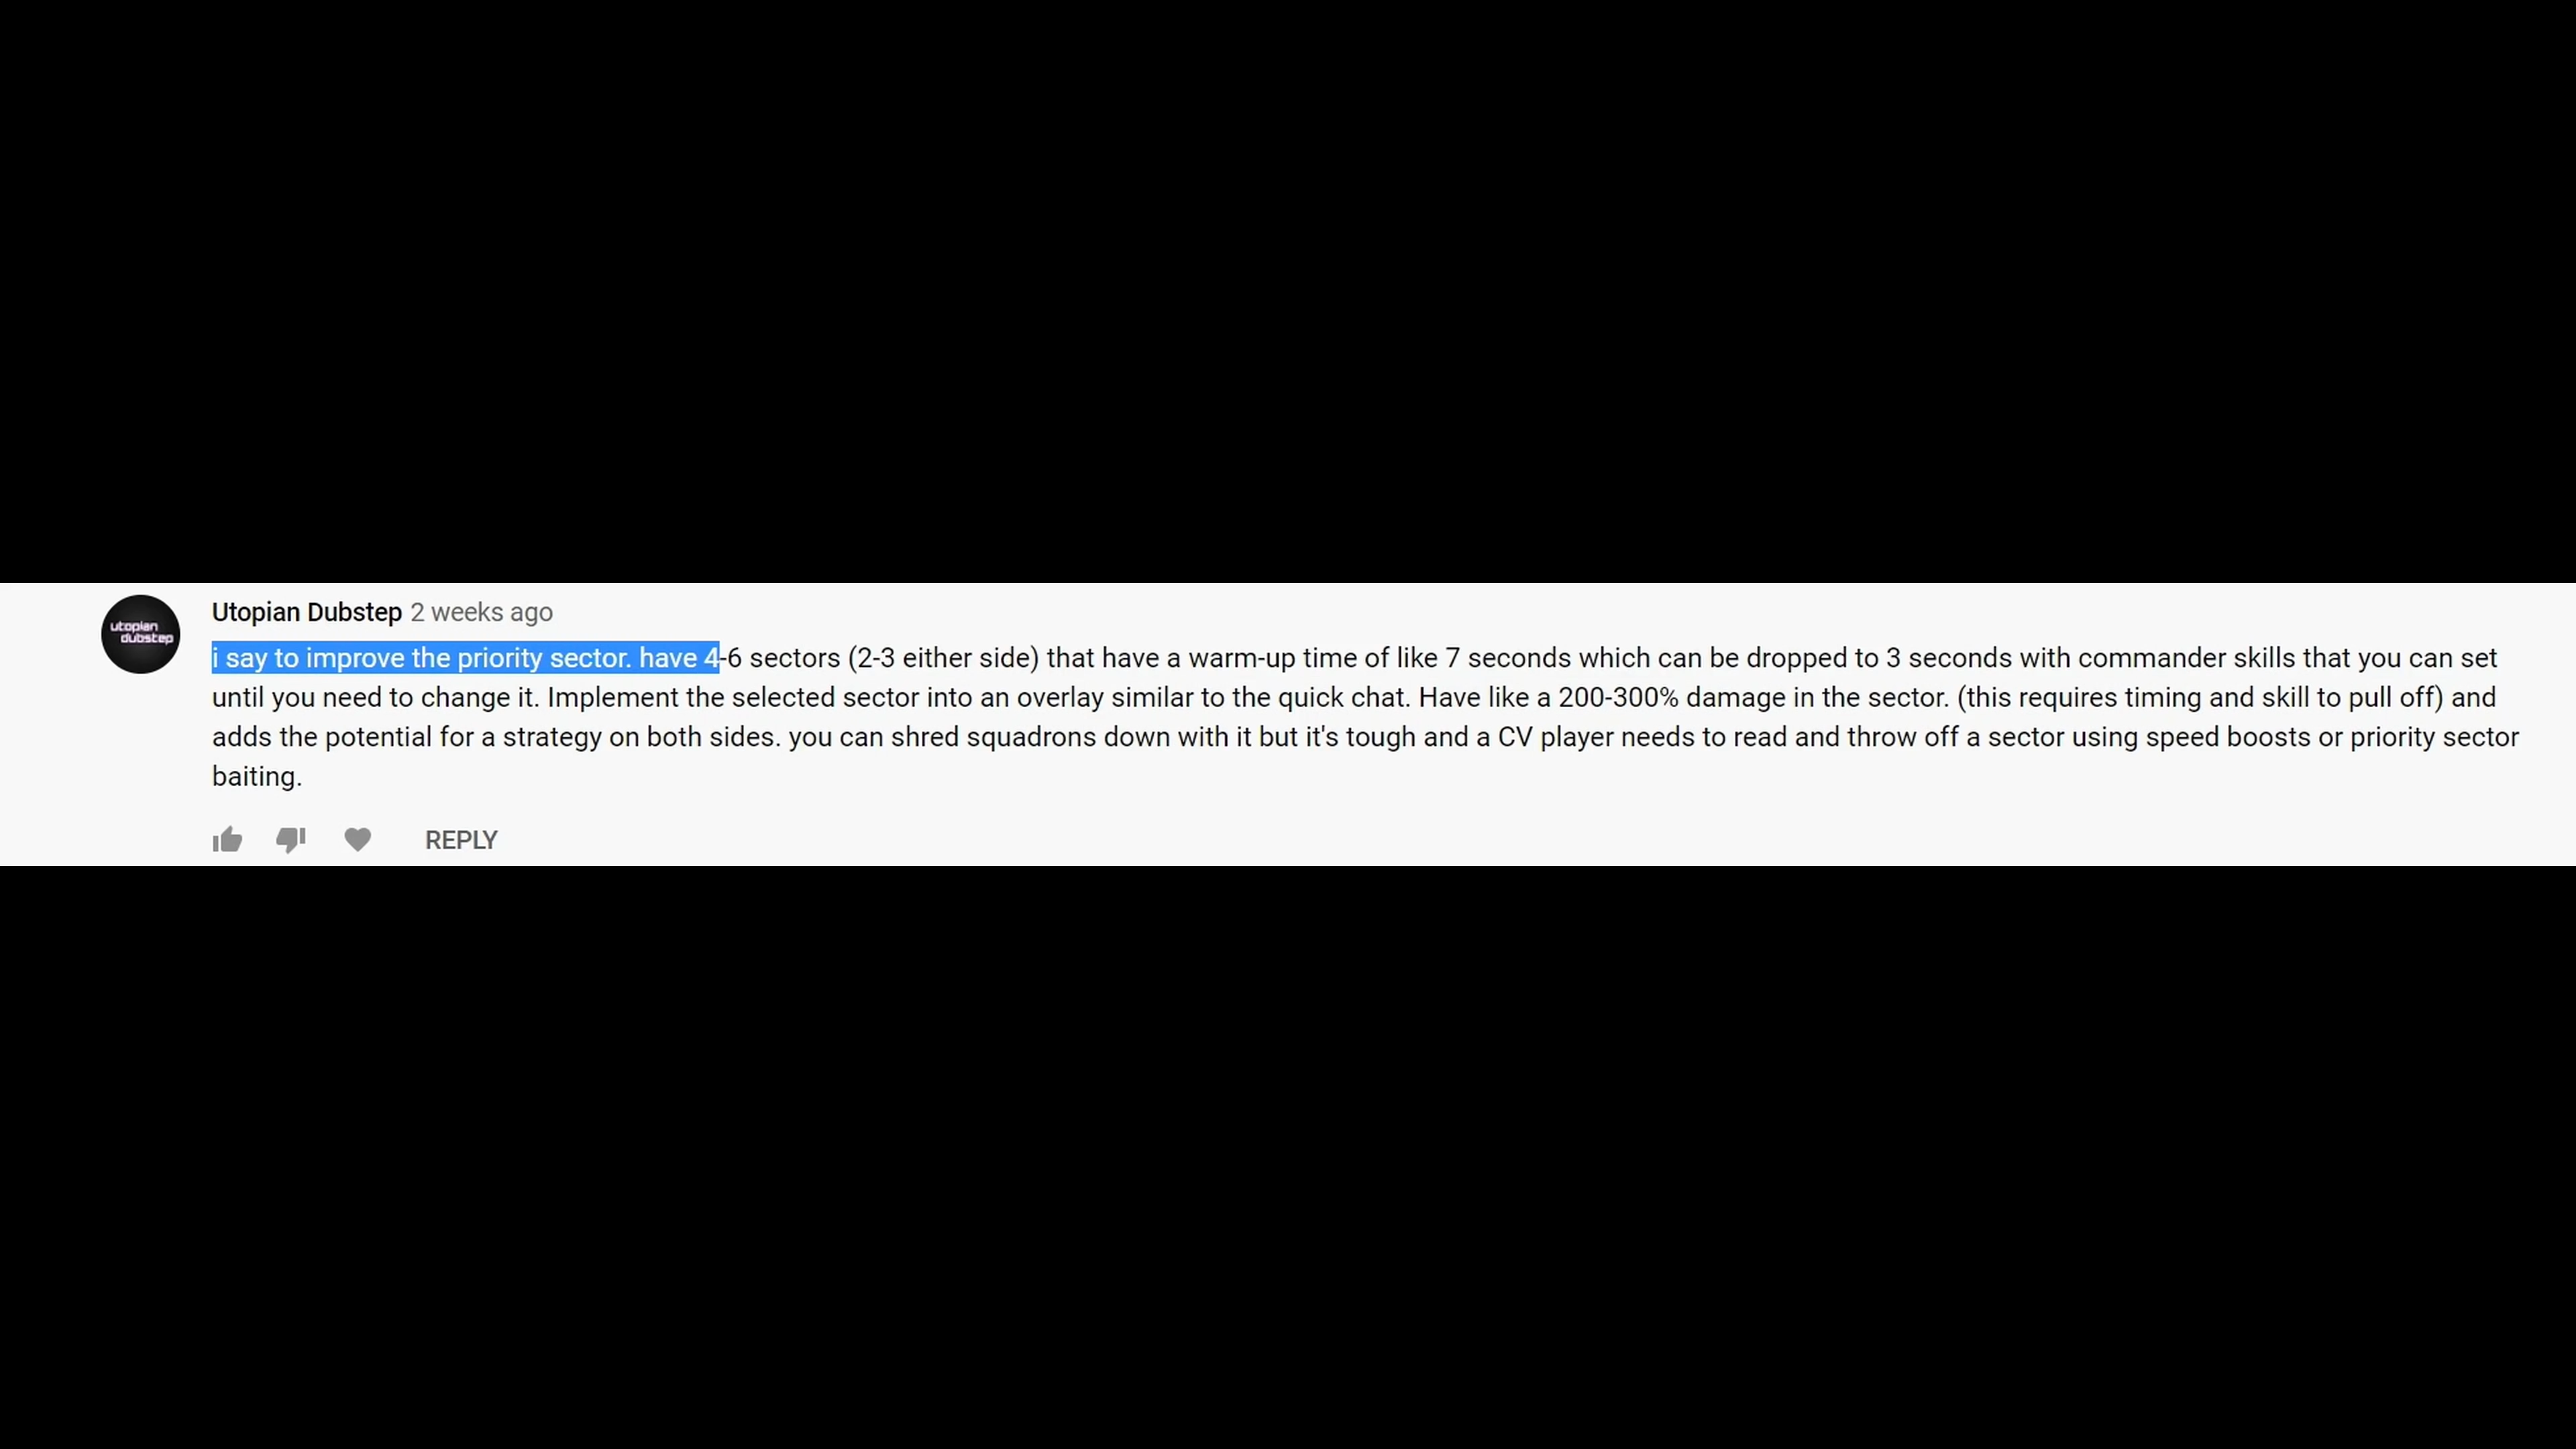 utopian
dubstep
Utopian Dubstep 2 weeks ago
i say to improve the priority sector. have 4-6 sectors (2-3 either side) that have a warm-up time of like 7 seconds which can be dropped to 3 seconds with commander skills that you can set
until you need to change it. Implement the selected sector into an overlay similar to the quick chat. Have like a 200-300% damage in the sector. (this requires timing and skill to pull off) and
adds the potential for a strategy on both sides. you can shred squadrons down with it but it's tough and a CV player needs to read and throw off a sector using speed boosts or priority sector
baiting.
REPLY